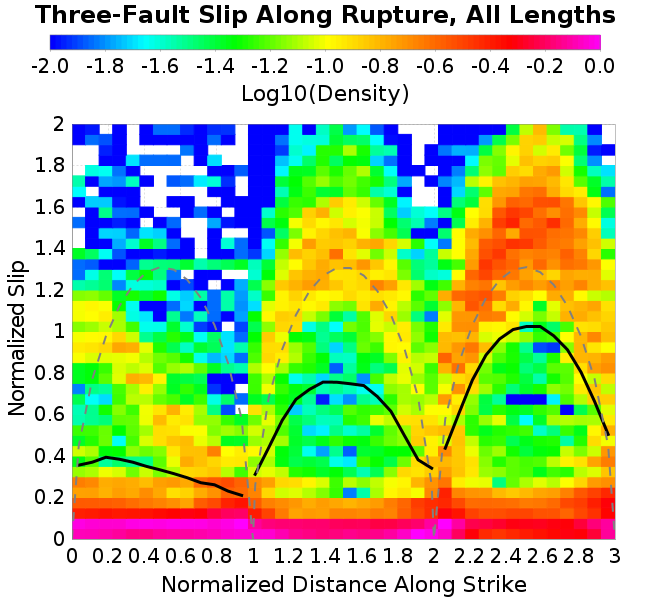 Three-Fault Slip Along Rupture, All Lengths
-2.0 -1.8 -1.6 -1.4 -1.2 -1.0 -0.8 -0.6 -0.4 -0.2 0.0
Log10(Density)
2
1.8
1.6
1.4
1.2
1
0.8
0.6
0.4
0.2
0
Normalized Slip
0 0.2 0.4 0.6 0.8 1 1.2 1.4 1.6 1.8 2 2.2 2.4 2.6 2.8 3
Normalized Distance Along Strike